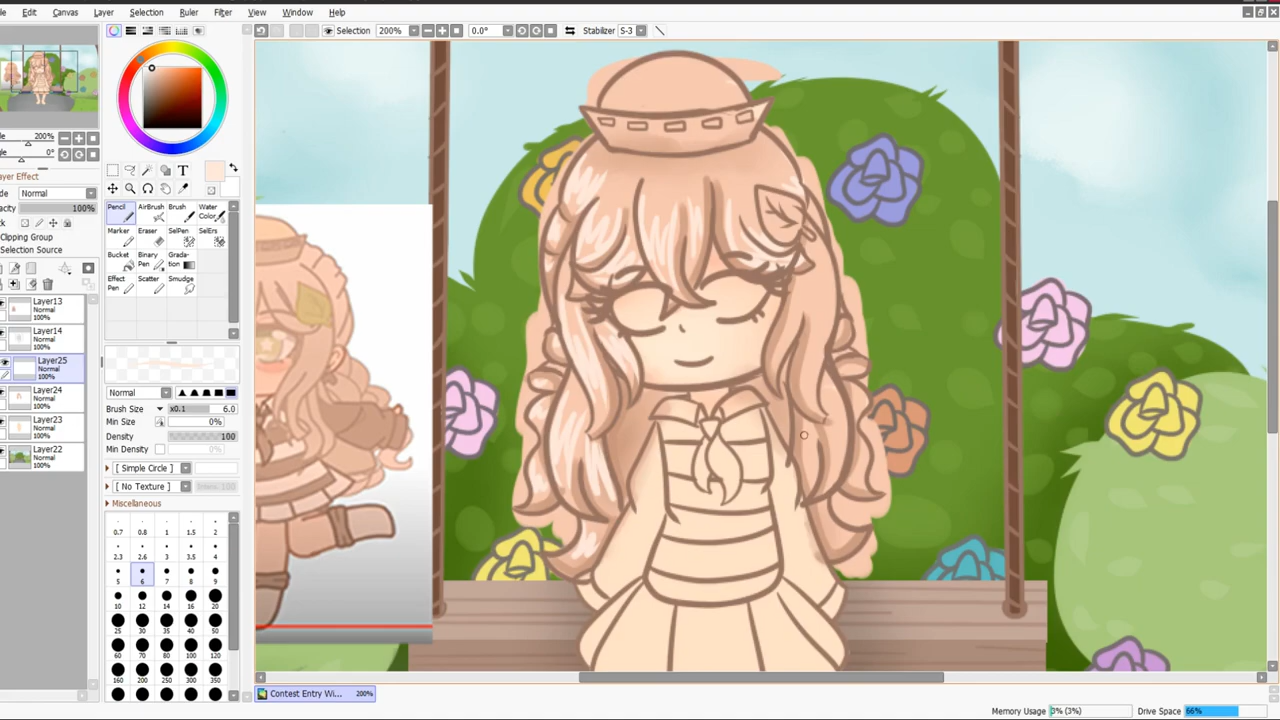 Edit Canvas Layer Selection Ruler Filter View Window Help
Selection 200% 0.0° Stabilizer S-3
200%
0°
Layer Effect
Normal
100%
Clipping Group
Selection Source
T
Pencil AirBrush Brush Water Color
Marker Eraser SelPen SelErs
Bucket Binary Pen Grada-tion
Effect Pen Scatter Smudge
Layer13
Normal
100%
Layer14
Normal
100%
Layer25
Normal
100%
Layer24
Normal
100%
Layer23
Normal
100%
Layer22
Normal
100%
Normal
Brush Size x0.1 6.0
Min Size 0%
Density 100
Min Density 0%
[ Simple Circle ]
[ No Texture ]
Miscellaneous
0.7 0.8 1 1.5 2
2.3 2.6 3 3.5 4
5 6 7 8 9
10 12 14 16 20
25 30 35 40 50
60 70 80 100 120
160 200 250 300 350
Contest Entry Wi... 200%
Memory Usage 3% (3%) Drive Space 66%